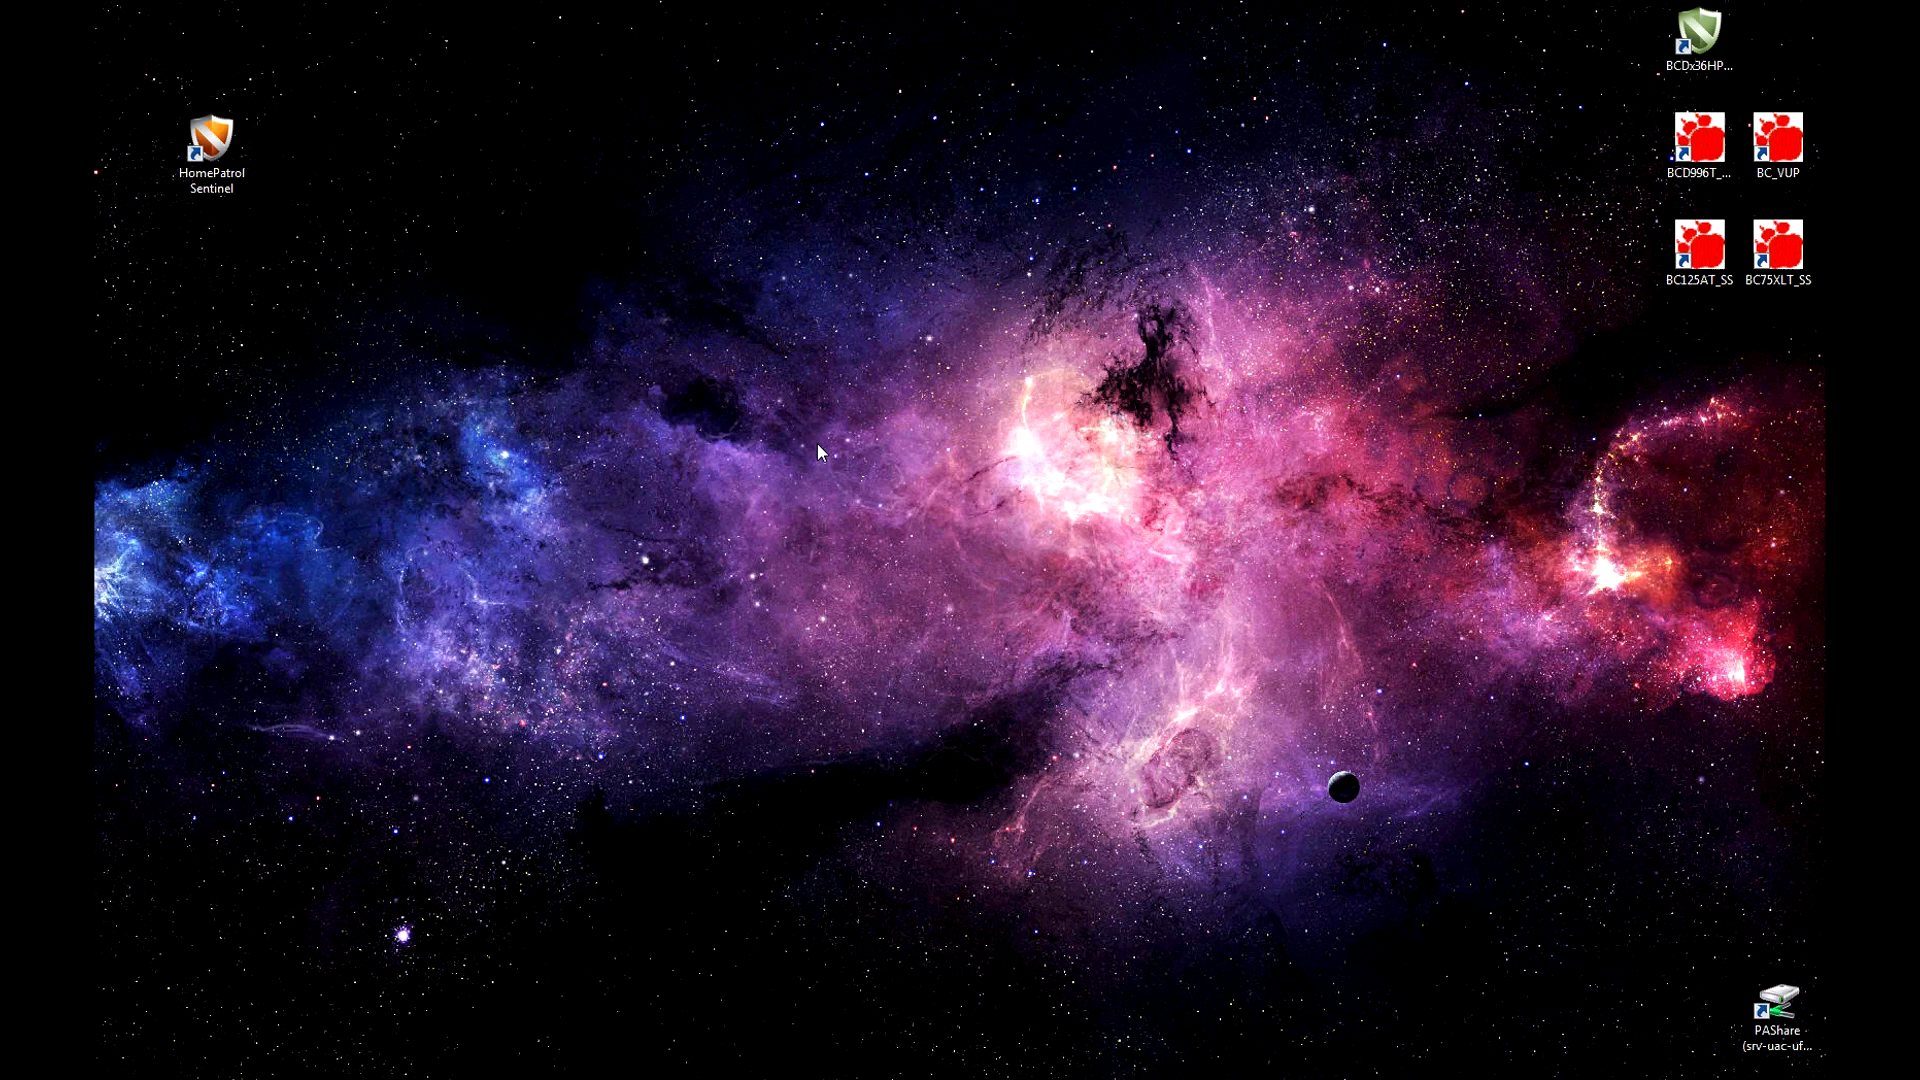 BCDx36HP...
HomePatrol
Sentinel
BCD996T_...
BC_VUP
BC125AT_SS
BC75XLT_SS
PAShare
(srv-uac-uf...